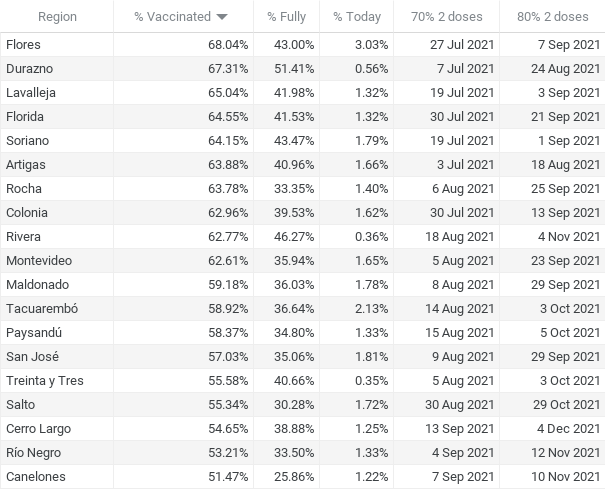 Region % Vaccinated % Fully % Today 70% 2 doses 80% 2 doses
Flores 68.04% 43.00% 3.03% 27 Jul 2021 7 Sep 2021
Durazno 67.31% 51.41% 0.56% 7 Jul 2021 24 Aug 2021
Lavalleja 65.04% 41.98% 1.32% 19 Jul 2021 3 Sep 2021
Florida 64.55% 41.53% 1.32% 30 Jul 2021 21 Sep 2021
Soriano 64.15% 43.47% 1.79% 19 Jul 2021 1 Sep 2021
Artigas 63.88% 40.96% 1.66% 3 Jul 2021 18 Aug 2021
Rocha 63.78% 33.35% 1.40% 6 Aug 2021 25 Sep 2021
Colonia 62.96% 39.53% 1.62% 30 Jul 2021 13 Sep 2021
Rivera 62.77% 46.27% 0.36% 18 Aug 2021 4 Nov 2021
Montevideo 62.61% 35.94% 1.65% 5 Aug 2021 23 Sep 2021
Maldonado 59.18% 36.03% 1.78% 8 Aug 2021 29 Sep 2021
Tacuarembó 58.92% 36.64% 2.13% 14 Aug 2021 3 Oct 2021
Paysandú 58.37% 34.80% 1.33% 15 Aug 2021 5 Oct 2021
San José 57.03% 35.06% 1.81% 9 Aug 2021 29 Sep 2021
Treinta y Tres 55.58% 40.66% 0.35% 5 Aug 2021 3 Oct 2021
Salto 55.34% 30.28% 1.72% 30 Aug 2021 29 Oct 2021
Cerro Largo 54.65% 38.88% 1.25% 13 Sep 2021 4 Dec 2021
Río Negro 53.21% 33.50% 1.33% 4 Sep 2021 12 Nov 2021
Canelones 51.47% 25.86% 1.22% 7 Sep 2021 10 Nov 2021